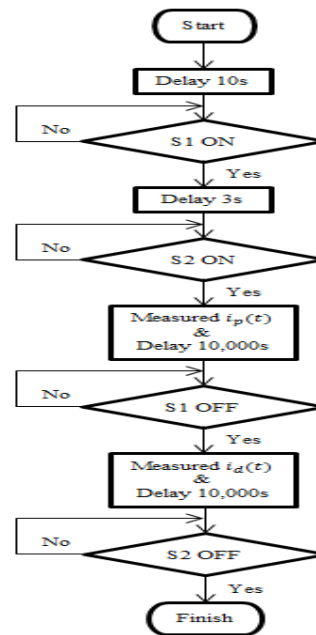 Start
Delay 10s
No
S1 ON
Yes
Delay 3s
No
S2 ON
Yes
Measured i_p(t)
&
Delay 10,000s
No
S1 OFF
Yes
Measured i_d(t)
&
Delay 10,000s
No
S2 OFF
Yes
Finish